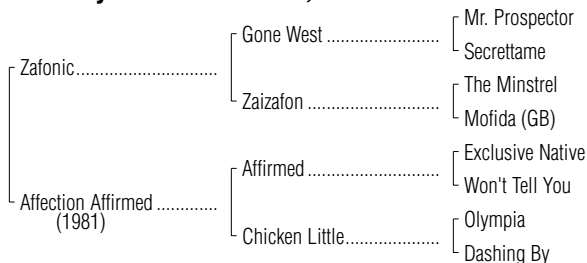 Mr. Prospector
Gone West ..............................
Secrettame
Zafonic..............................
The Minstrel
Zaizafon ..............................
Mofida (GB)
Exclusive Native
Affirmed ..............................
Won't Tell You
Affection Affirmed ..............
(1981)
Olympia
Chicken Little......................
Dashing By